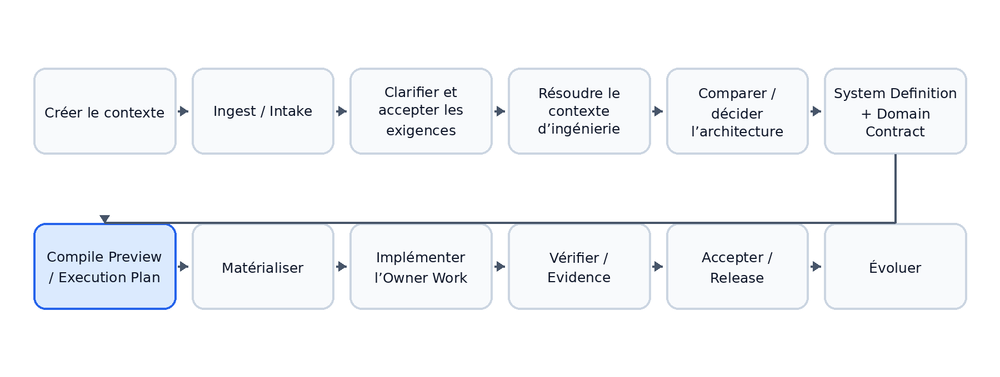 Créer le contexte
Ingest / Intake
Clarifier et
accepter les
exigences
Résoudre le
contexte
d’ingénierie
Comparer /
décider
l’architecture
System Definition
+ Domain
Contract
Compile Preview
/ Execution Plan
Matérialiser
Implémenter
l’Owner Work
Vérifier /
Evidence
Accepter /
Release
Évoluer